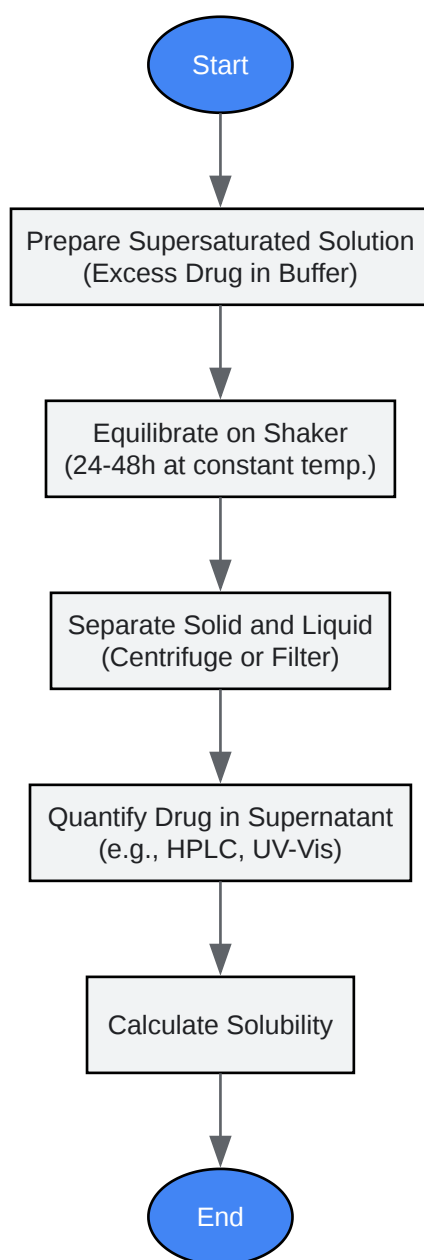 Start
Prepare Supersaturated Solution
(Excess Drug in Buffer)
Equilibrate on Shaker
(24-48h at constant temp.)
Separate Solid and Liquid
(Centrifuge or Filter)
Quantify Drug in Supernatant
(e.g., HPLC, UV-Vis)
Calculate Solubility
End